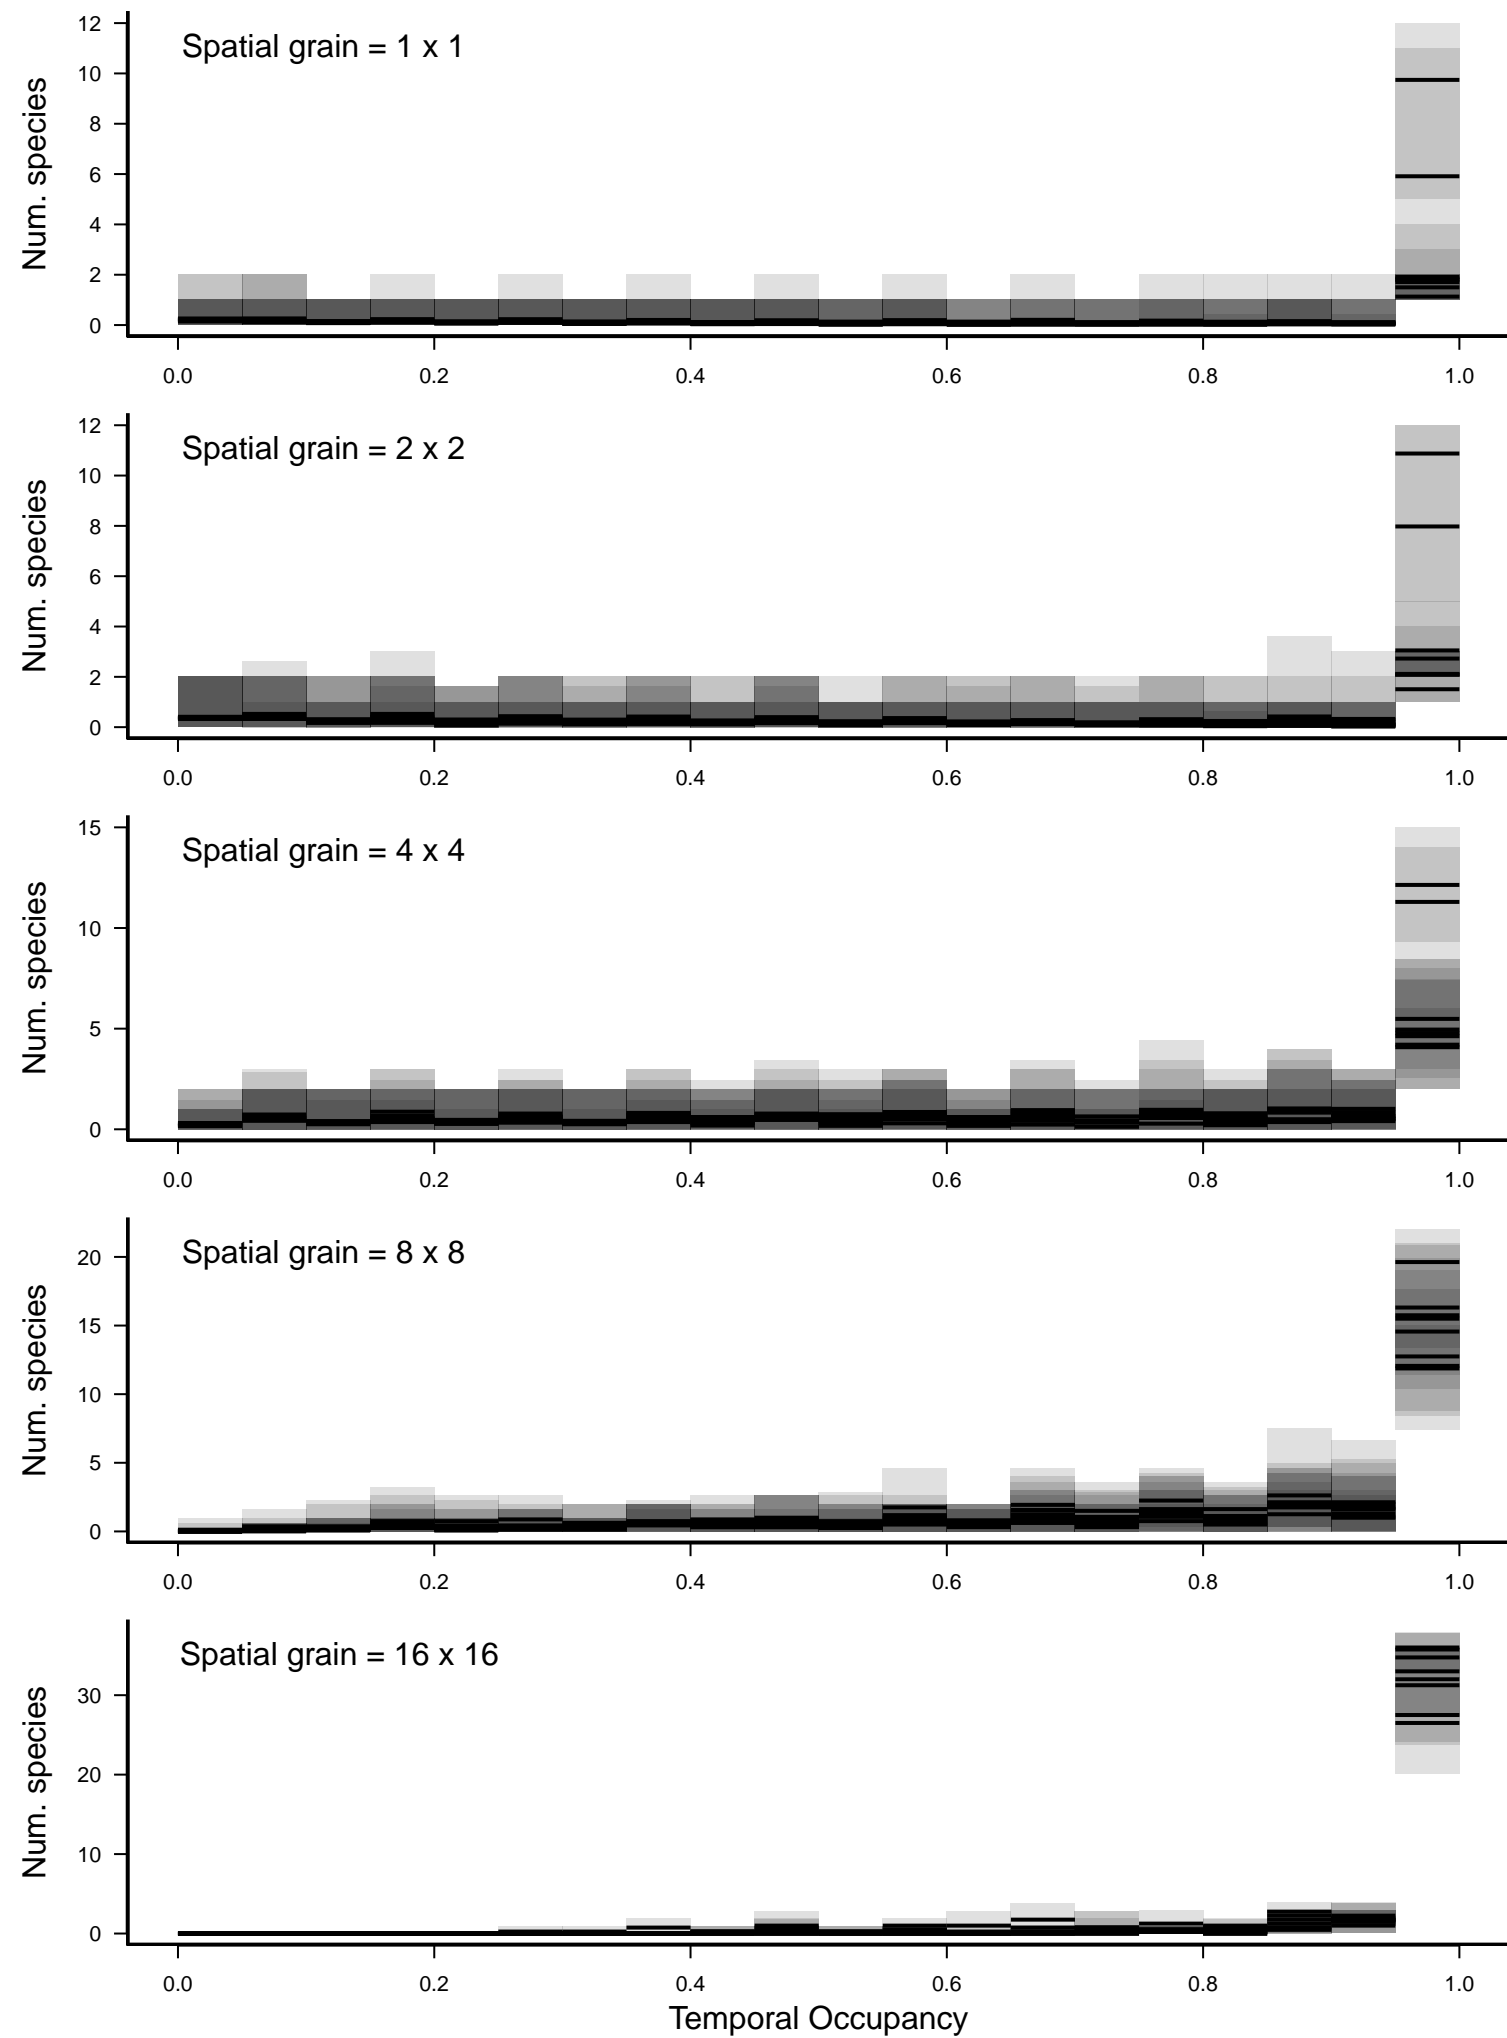 Spatial grain = 1 x 1
Num. species
12
10
8
6
4
2
0
0.0 0.2 0.4 0.6 0.8 1.0
Spatial grain = 2 x 2
Num. species
12
10
8
6
4
2
0
0.0 0.2 0.4 0.6 0.8 1.0
Spatial grain = 4 x 4
Num. species
15
10
5
0
0.0 0.2 0.4 0.6 0.8 1.0
Spatial grain = 8 x 8
Num. species
20
15
10
5
0
0.0 0.2 0.4 0.6 0.8 1.0
Spatial grain = 16 x 16
Num. species
30
20
10
0
0.0 0.2 0.4 0.6 0.8 1.0
Temporal Occupancy